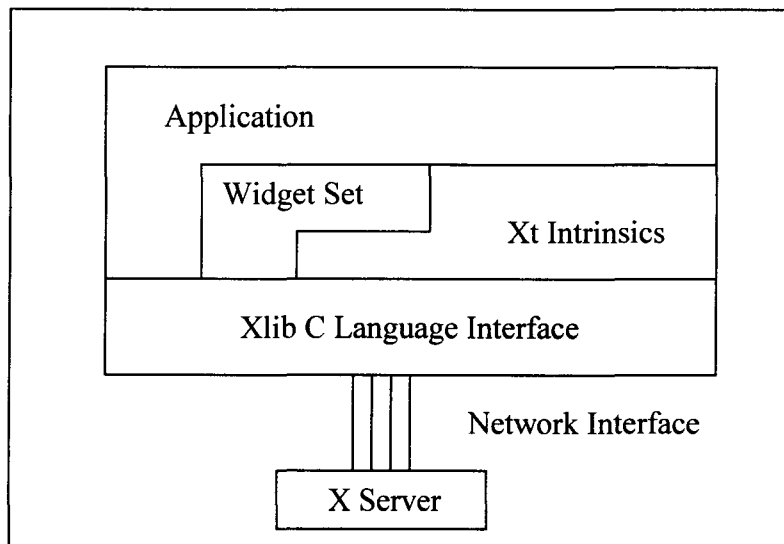 Application
Widget Set
Xt Intrinsics
Xlib C Language Interface
Network Interface
X Server